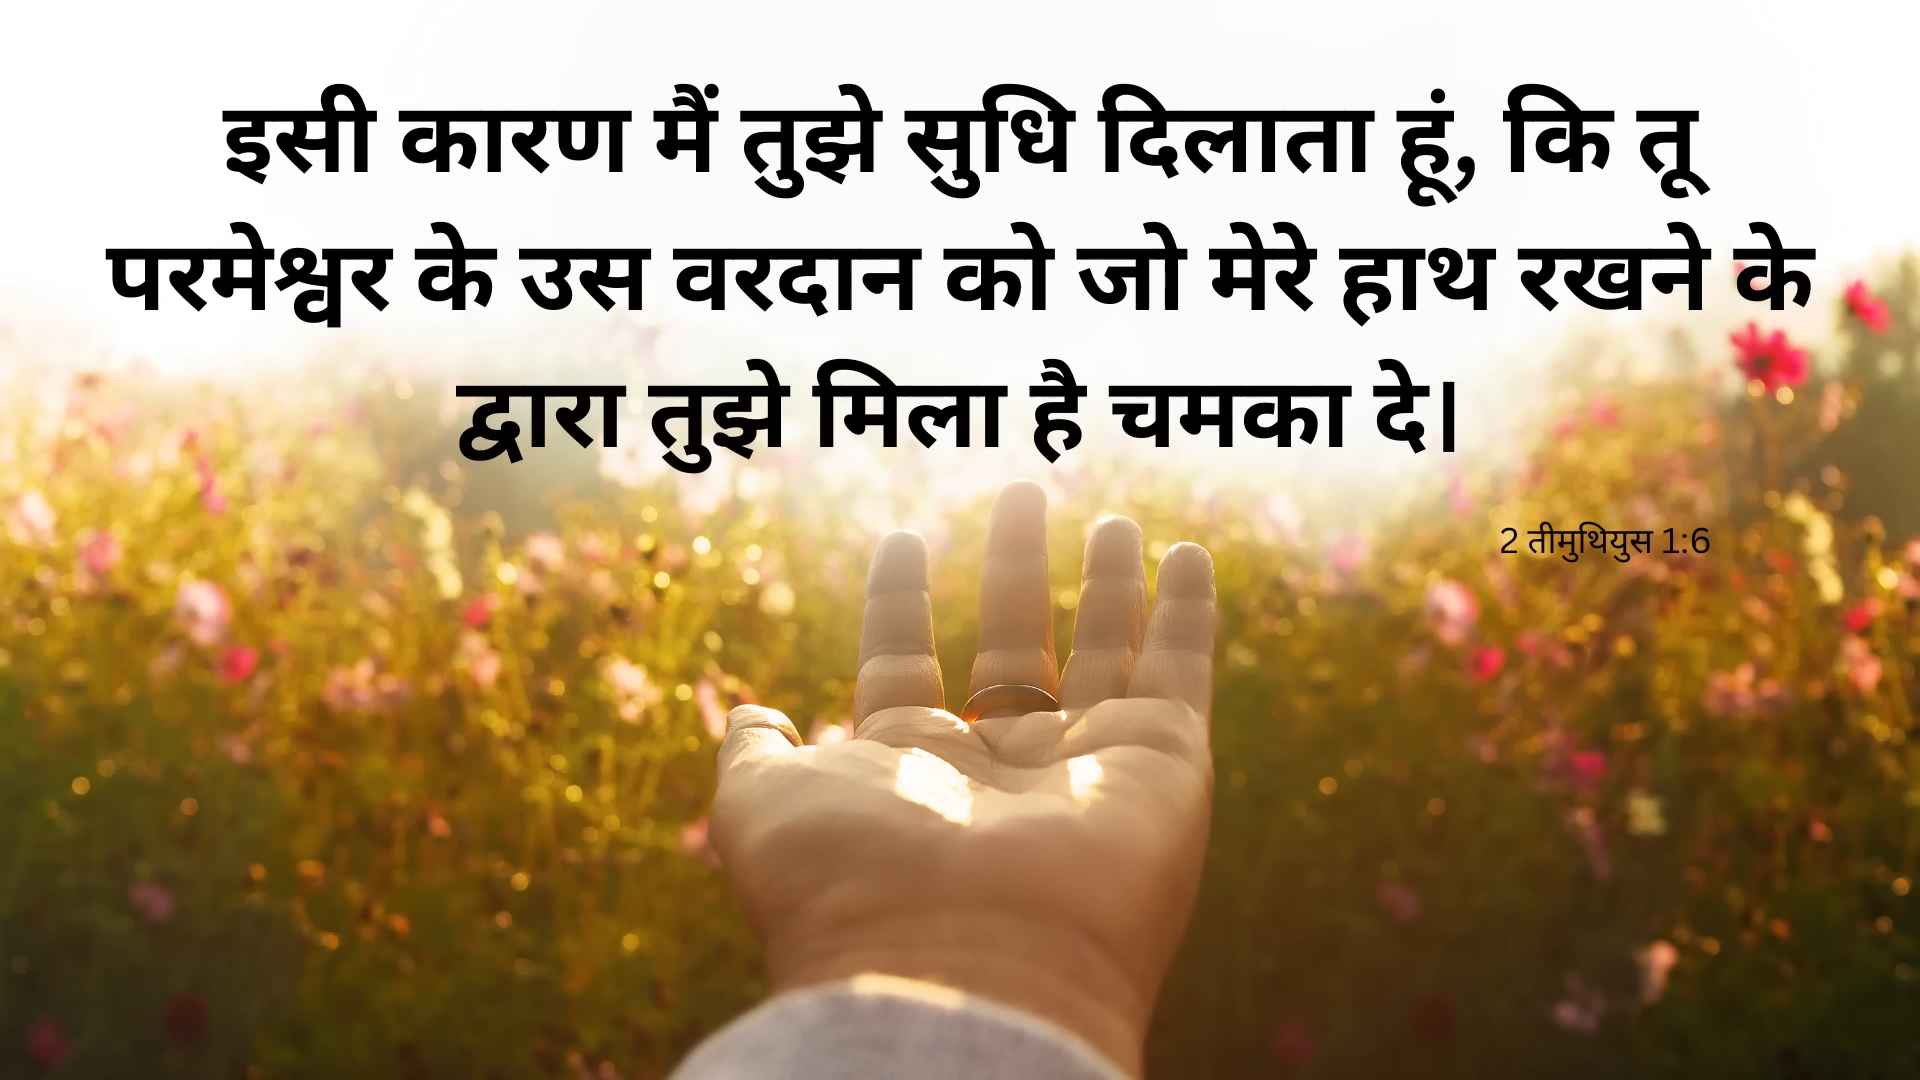 इसी कारण मैं तुझे सुधि दिलाता हूं, कि तू
परमेश्वर के उस वरदान को जो मेरे हाथ रखने के
द्वारा तुझे मिला है चमका दे।
2 तीमुथियुस 1:6